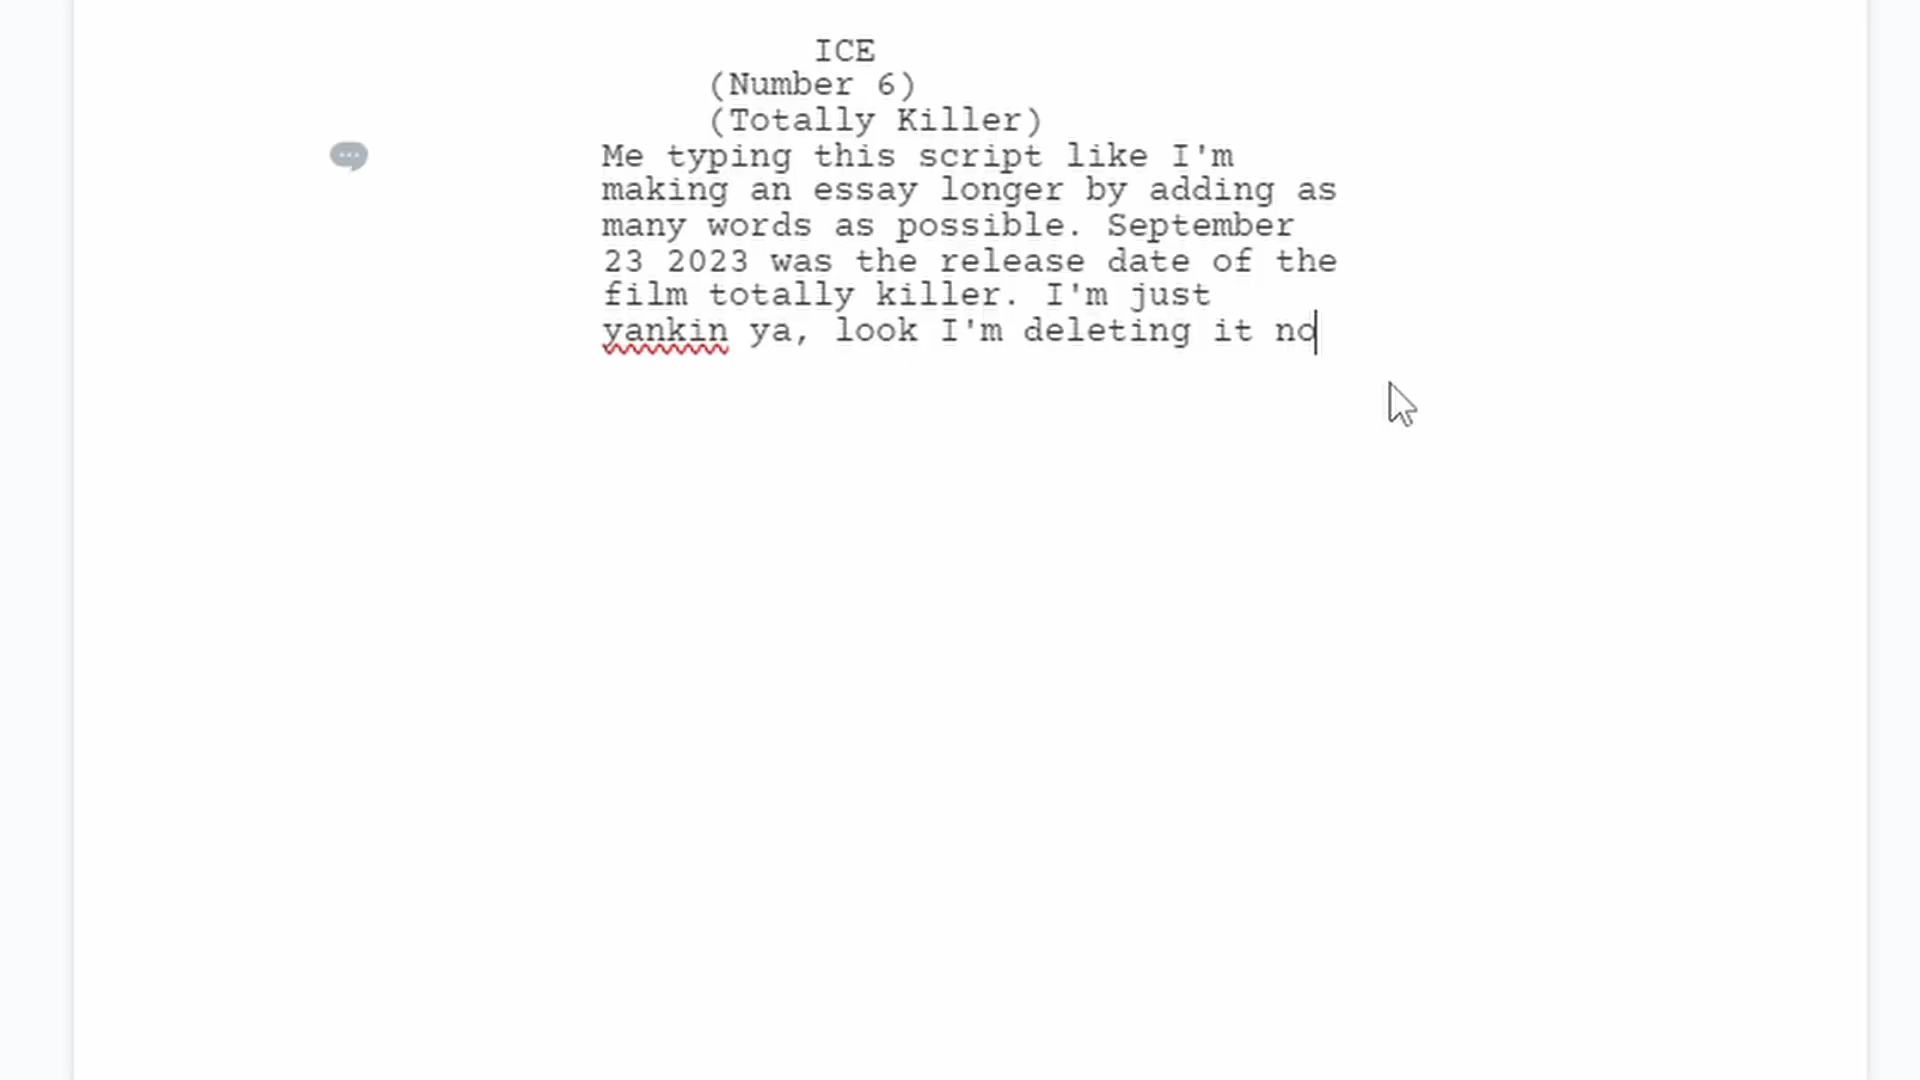 ICE
(Number 6)
(Totally Killer)
Me typing this script like I'm
making an essay longer by adding as
many words as possible. September
23 2023 was the release date of the
film totally killer. I'm just
yankin ya, look I'm deleting it no